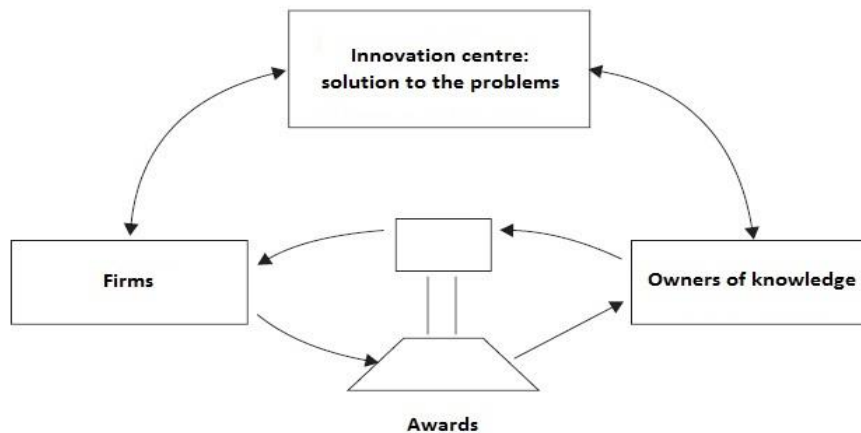 Innovation centre:
solution to the problems
Firms
Owners of knowledge
Awards